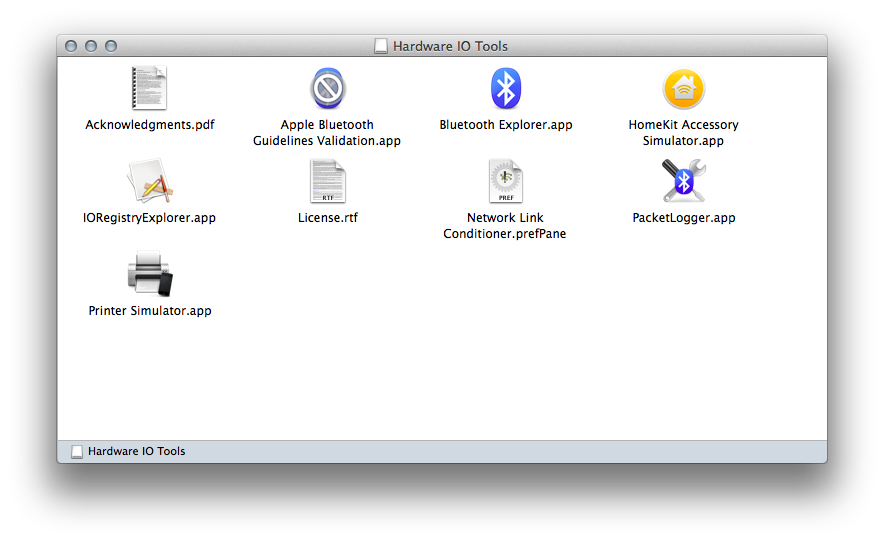 Hardware IO Tools
Acknowledgments.pdf
Apple Bluetooth
Guidelines Validation.app
Bluetooth Explorer.app
HomeKit Accessory
Simulator.app
IORegistryExplorer.app
RTF
License.rtf
PREF
Network Link
Conditioner.prefPane
PacketLogger.app
Printer Simulator.app
Hardware IO Tools